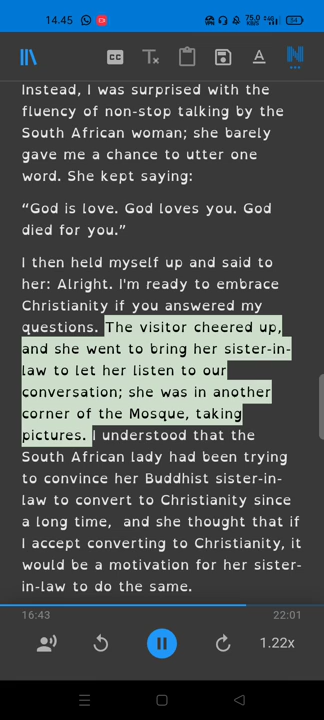 14.45
75.0
KB/S
54
CC
A
N
Instead, I was surprised with the
fluency of non-stop talking by the
South African woman; she barely
gave me a chance to utter one
word. She kept saying:
“God is love. God loves you. God
died for you.”
I then held myself up and said to
her: Alright. I'm ready to embrace
Christianity if you answered my
questions. The visitor cheered up,
and she went to bring her sister-in-
law to let her listen to our
conversation; she was in another
corner of the Mosque, taking
pictures. I understood that the
South African lady had been trying
to convince her Buddhist sister-in-
law to convert to Christianity since
a long time, and she thought that if
I accept converting to Christianity, it
would be a motivation for her sister-
in-law to do the same.
16:43
22:01
1.22x